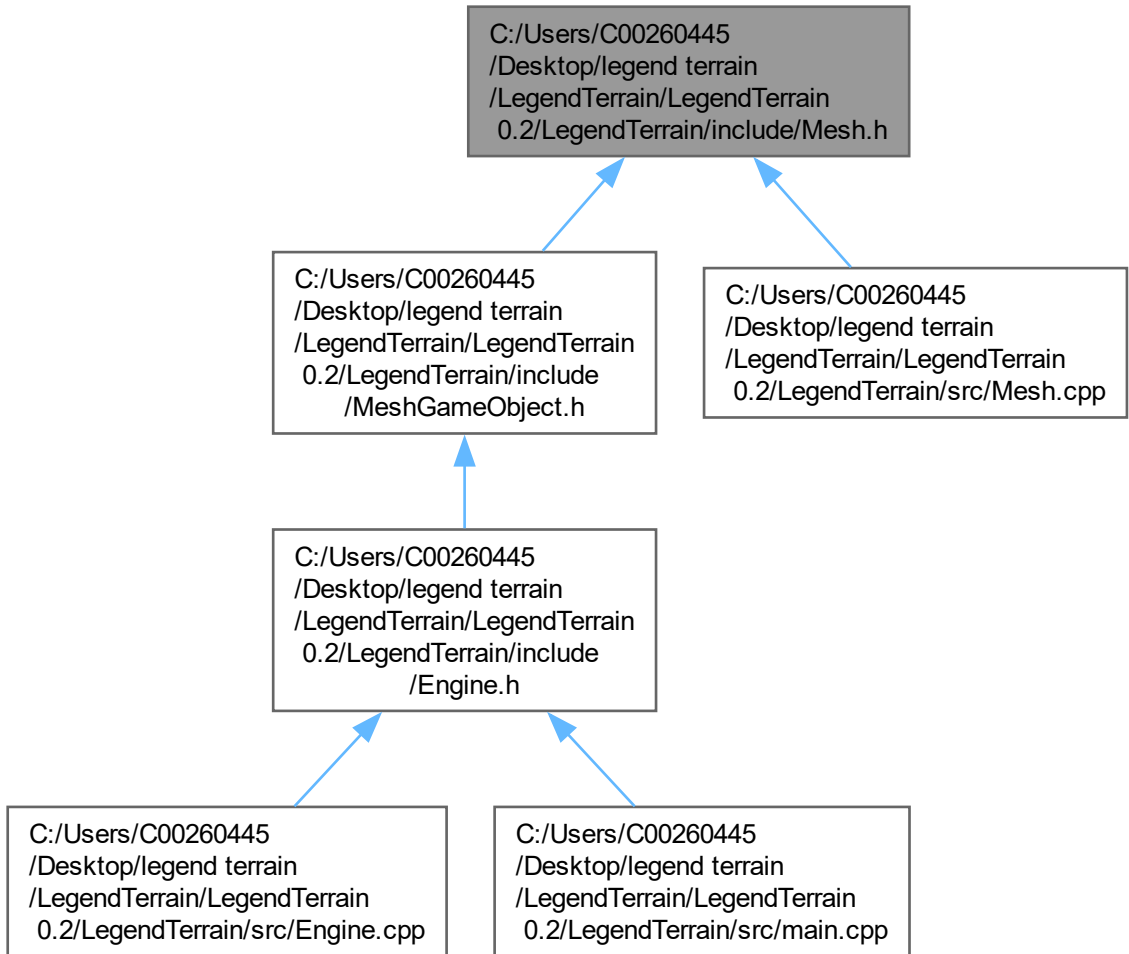 C:/Users/C00260445
/Desktop/legend terrain
/LegendTerrain/LegendTerrain
0.2/LegendTerrain/include/Mesh.h
C:/Users/C00260445
/Desktop/legend terrain
/LegendTerrain/LegendTerrain
0.2/LegendTerrain/include
/MeshGameObject.h
C:/Users/C00260445
/Desktop/legend terrain
/LegendTerrain/LegendTerrain
0.2/LegendTerrain/src/Mesh.cpp
C:/Users/C00260445
/Desktop/legend terrain
/LegendTerrain/LegendTerrain
0.2/LegendTerrain/include
/Engine.h
C:/Users/C00260445
/Desktop/legend terrain
/LegendTerrain/LegendTerrain
0.2/LegendTerrain/src/Engine.cpp
C:/Users/C00260445
/Desktop/legend terrain
/LegendTerrain/LegendTerrain
0.2/LegendTerrain/src/main.cpp